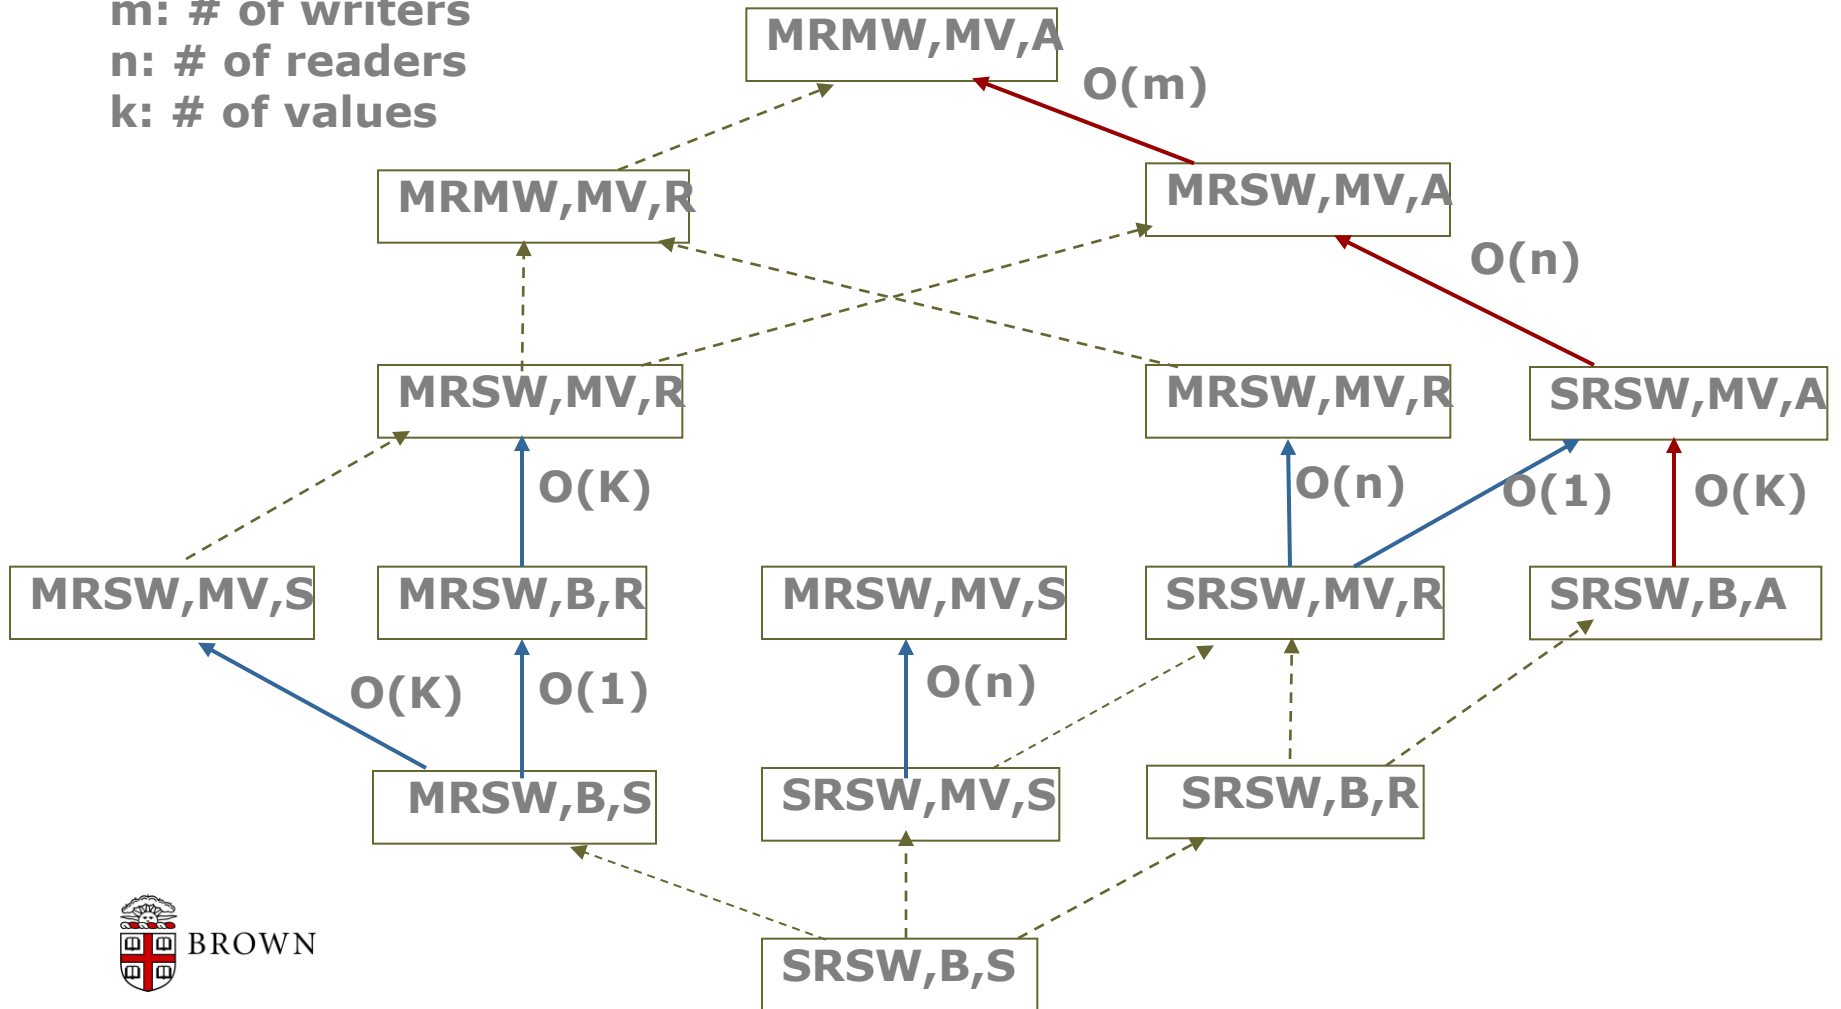 m: # of writers
n: # of readers
k: # of values
MRMW,MV,A
O(m)
MRMW,MV,R
MRSW,MV,A
O(n)
MRSW,MV,R
MRSW,MV,R
SRSW,MV,A
O(K)
O(n)
O(1)
O(K)
MRSW,MV,S
MRSW,B,R
MRSW,MV,S
SRSW,MV,R
SRSW,B,A
O(K)
O(1)
O(n)
MRSW,B,S
SRSW,MV,S
SRSW,B,R
BROWN
SRSW,B,S